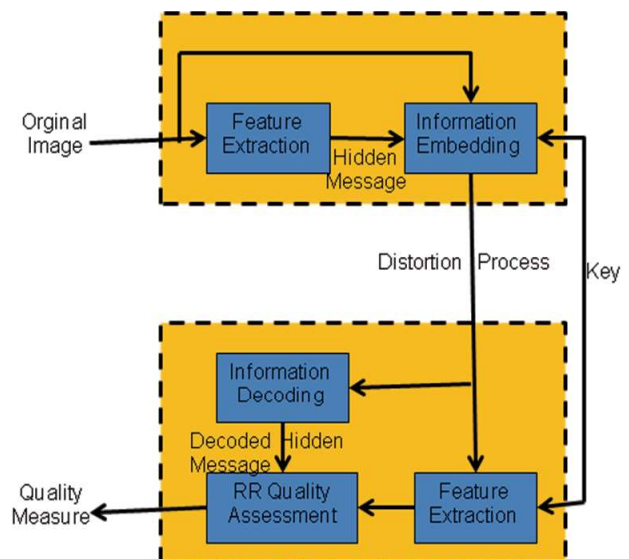 Orginal
Image
Feature
Extraction
Hidden
Message
Information
Embedding
Distortion Process
Key
Information
Decoding
Decoded Hidden
Message
Quality
Measure
RR Quality
Assessment
Feature
Extraction